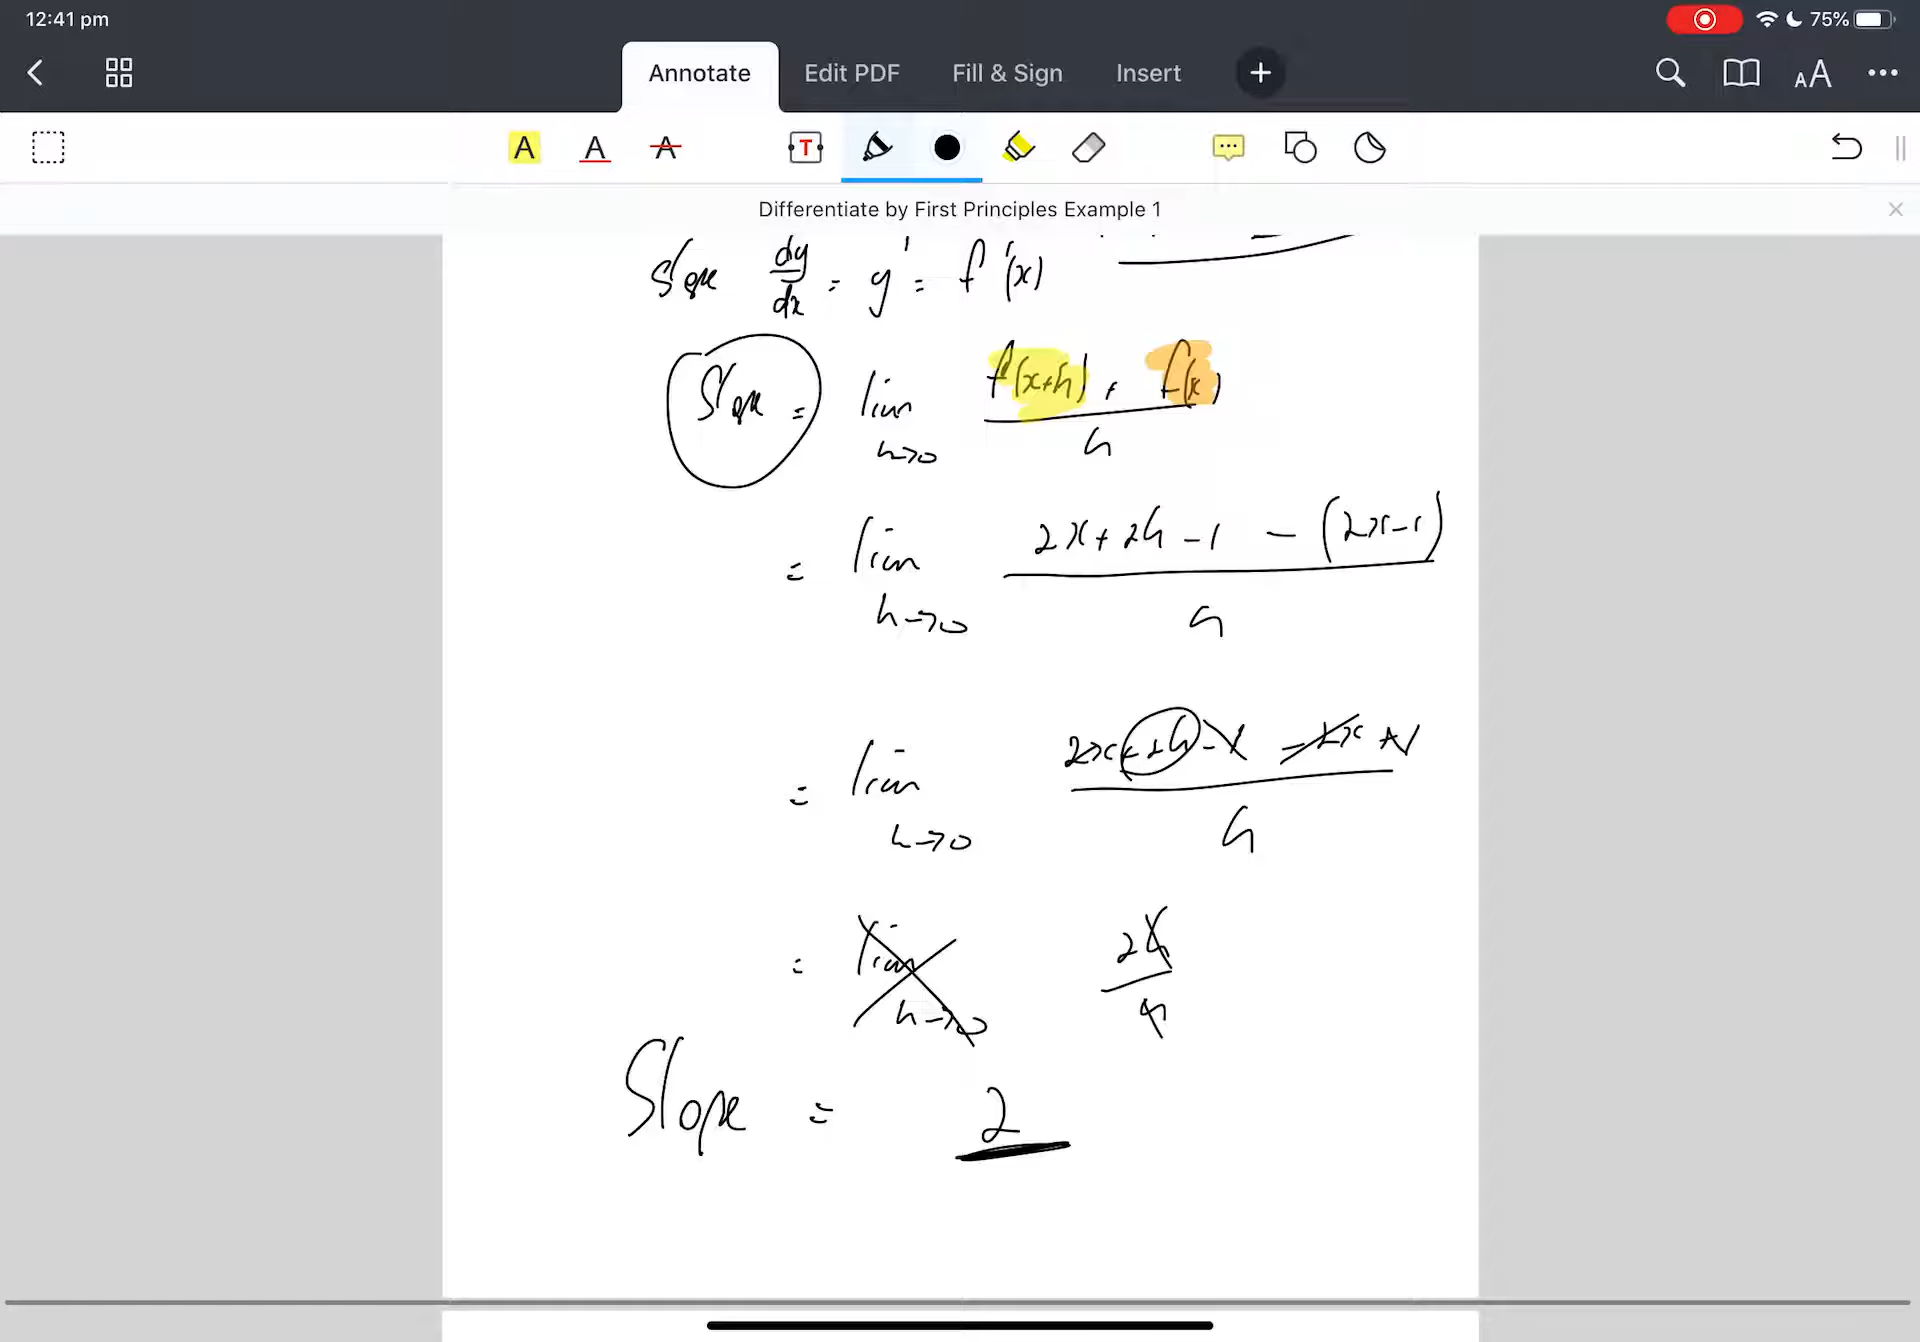 12:41 pm 75%
Annotate Edit PDF Fill & Sign Insert + AA
A A A T
Differentiate by First Principles Example 1
Slope dy/dx = y' = f'(x)
Slope = lim h→0 f(x+h) - f(x) / h
= lim h→0 2x+2h-1 - (2x-1) / h
= lim h→0 2x+2h-1 -2x+1 / h
= lim h→0 2h / h
Slope = 2